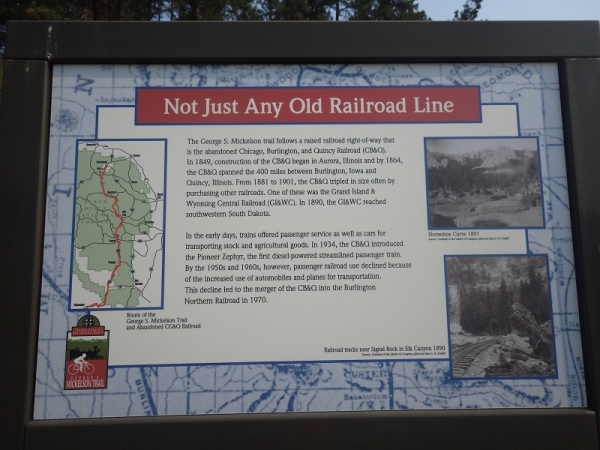 Not Just Any Old Railroad Line
The George S. Mickelson trail follows a raised railroad right-of-way that
is the abandoned Chicago, Burlington, and Quincy Railroad (CB&Q).
In 1849, construction of the CB&Q began in Aurora, Illinois and by 1864,
the CB&Q spanned the 400 miles between Burlington, Iowa and
Quincy, Illinois. From 1881 to 1901, the CB&Q tripled in size often by
purchasing other railroads. One of these was the Grand Island &
Wyoming Central Railroad (GI&WC). In 1890, the GI&WC reached
southwestern South Dakota.
In the early days, trains offered passenger service as well as cars for
transporting stock and agricultural goods. In 1934, the CB&Q introduced
the Pioneer Zephyr, the first diesel-powered streamlined passenger train.
By the 1950s and 1960s, however, passenger railroad use declined because
of the increased use of automobiles and planes for transportation.
This decline led to the merger of the CB&Q into the Burlington
Northern Railroad in 1970.
Route of the
George S. Mickelson Trail
and Abandoned CG&Q Railroad
GEORGE S.
MICKELSON TRAIL
Horseshoe Curve 1891
Railroad tracks near Signal Rock in Elk Canyon 1890